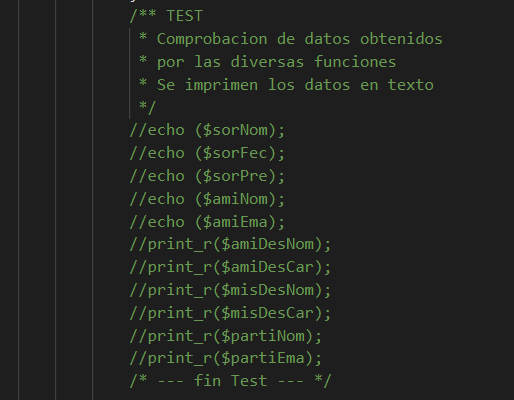 /** TEST
* Comprobacion de datos obtenidos
* por las diversas funciones
* Se imprimen los datos en texto
*/
//echo ($sorNom);
//echo ($sorFec);
//echo ($sorPre);
//echo ($amiNom);
//echo ($amiEma);
//print_r($amiDesNom);
//print_r($amiDesCar);
//print_r($misDesNom);
//print_r($misDesCar);
//print_r($partiNom);
//print_r($partiEma);
/* --- fin Test --- */